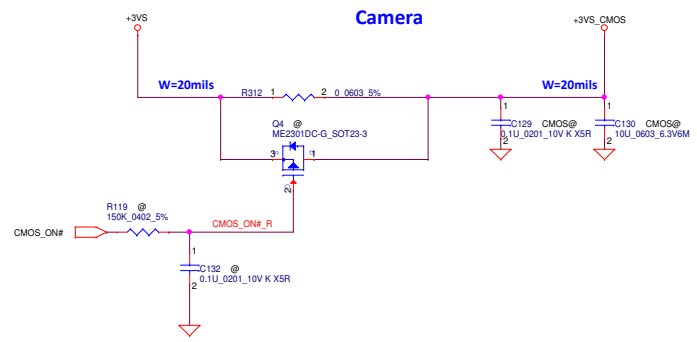 Camera
+3VS
+3VS_CMOS
W=20mils
W=20mils
R312 1 2 0_0603_5%
Q4 @
ME2301DC-G_SOT23-3
3 1
2
1
C129 CMOS@
0.1U_0201_10V K X5R
2
1
C130 CMOS@
10U_0603_6.3V6M
2
R119 @
150K_0402_5%
CMOS_ON#
CMOS_ON#_R
1
C132 @
0.1U_0201_10V K X5R
2